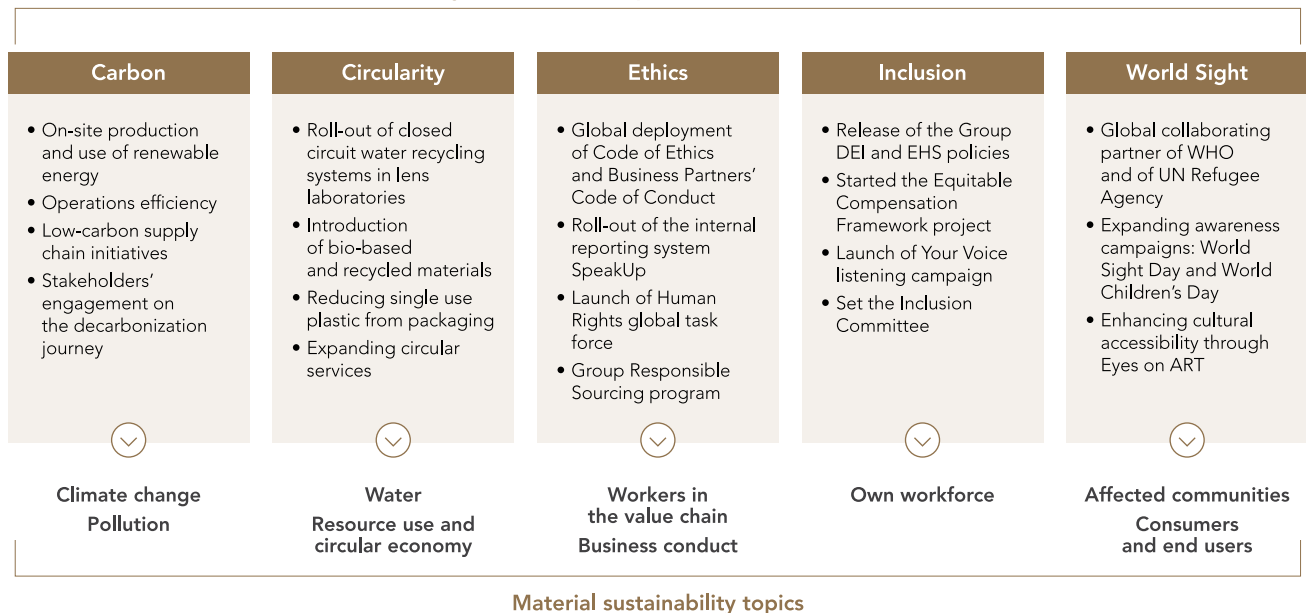 Carbon
• On-site production
and use of renewable
energy
• Operations efficiency
• Low-carbon supply
chain initiatives
• Stakeholders'
engagement on
the decarbonization
journey
Climate change
Pollution
Circularity
• Roll-out of closed
circuit water recycling
systems in lens
laboratories
• Introduction
of bio-based
and recycled materials
• Reducing single use
plastic from packaging
• Expanding circular
services
Water
Resource use and
circular economy
Ethics
• Global deployment
of Code of Ethics
and Business Partners'
Code of Conduct
• Roll-out of the internal
reporting system
SpeakUp
• Launch of Human
Rights global task
force
• Group Responsible
Sourcing program
Workers in
the value chain
Business conduct
Inclusion
• Release of the Group
DEI and EHS policies
• Started the Equitable
Compensation
Framework project
• Launch of Your Voice
listening campaign
• Set the Inclusion
Committee
Own workforce
World Sight
• Global collaborating
partner of WHO
and of UN Refugee
Agency
• Expanding awareness
campaigns: World
Sight Day and World
Children's Day
• Enhancing cultural
accessibility through
Eyes on ART
Affected communities
Consumers
and end users
Material sustainability topics